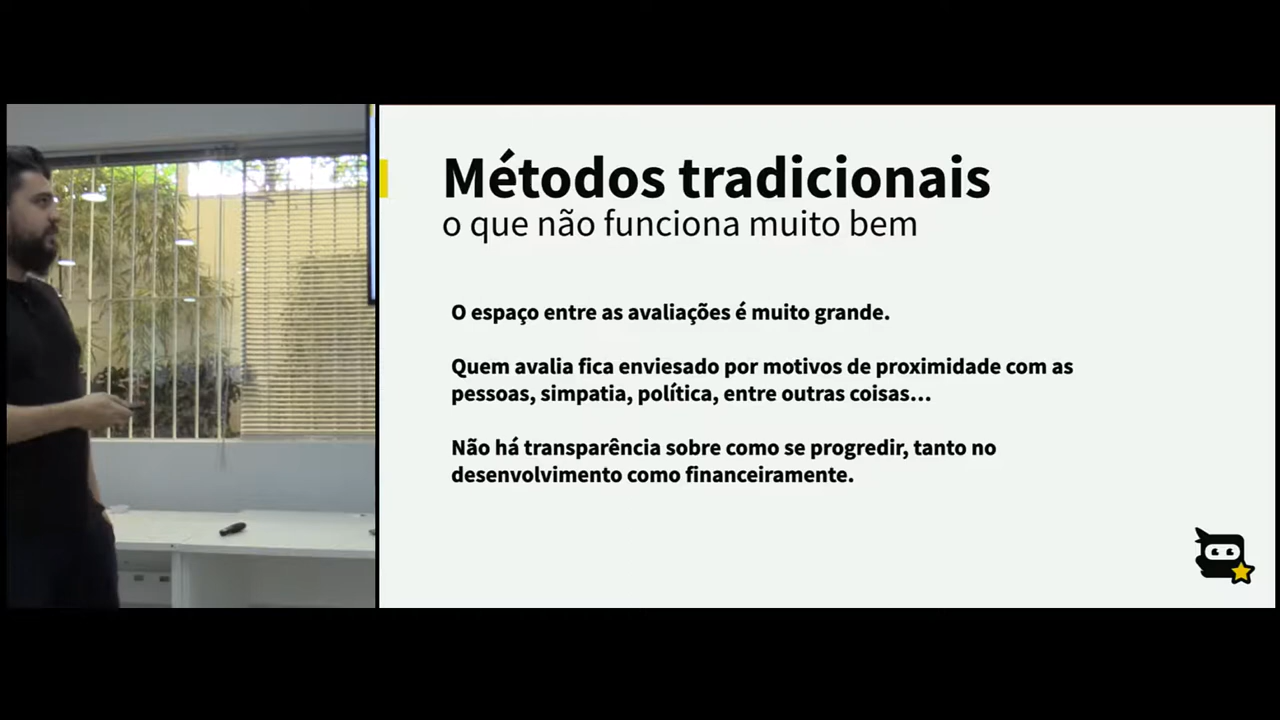 Métodos tradicionais
o que não funciona muito bem
O espaço entre as avaliações é muito grande.
Quem avalia fica enviesado por motivos de proximidade com as
pessoas, simpatia, política, entre outras coisas...
Não há transparência sobre como se progredir, tanto no
desenvolvimento como financeiramente.